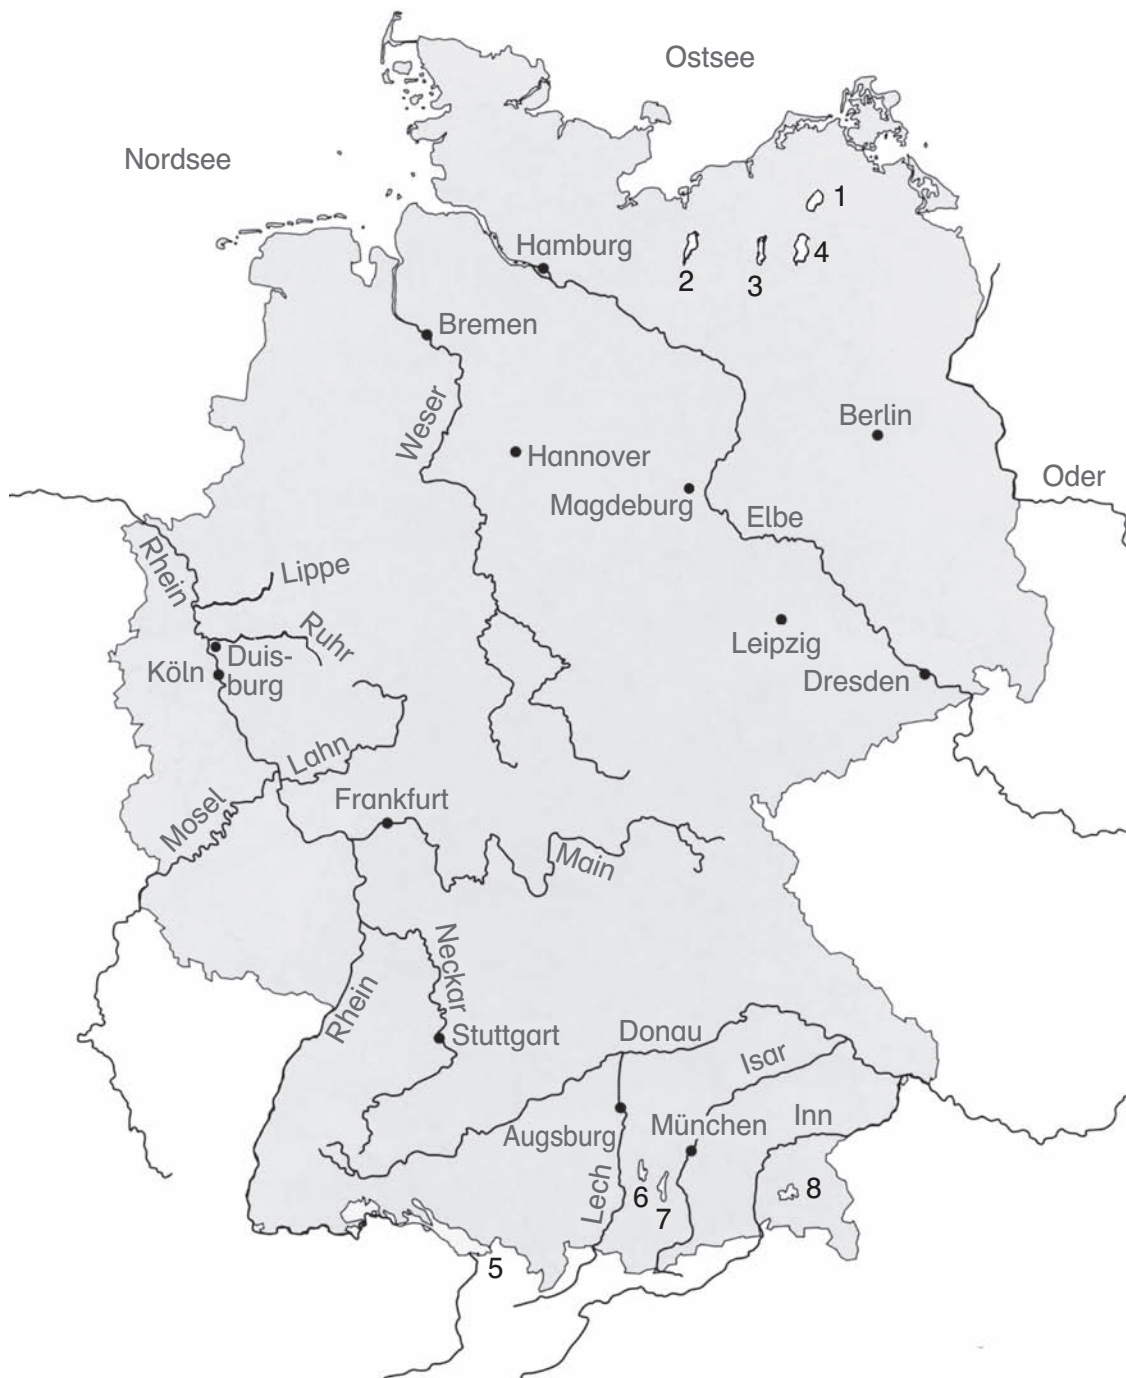 Ostsee
Nordsee
1
Hamburg
2
3
4
Bremen
Weser
Berlin
Hannover
Oder
Magdeburg
Elbe
Rhein
Lippe
Ruhr
Leipzig
Köln
Duis-
burg
Dresden
Lahn
Frankfurt
Mosel
Main
Neckar
Rhein
Stuttgart
Donau
Isar
Augsburg
München
Inn
Lech
6
7
8
5